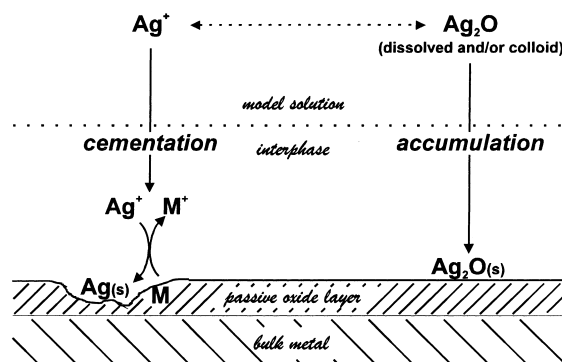 Ag⁺ Ag₂O
(dissolved and/or colloid)
model solution
cementation interphase accumulation
Ag⁺ M⁺
Ag(s) M Ag₂O(s)
passive oxide layer
bulk metal